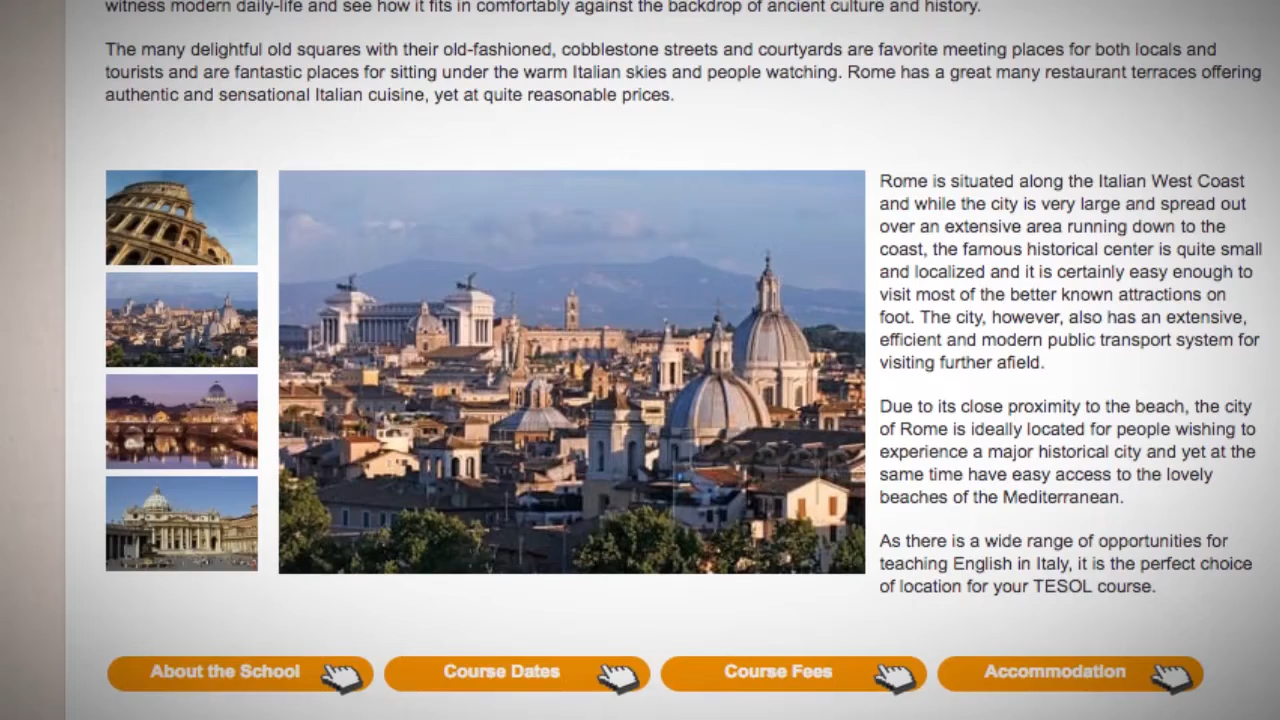 witness modern daily-life and see how it fits in comfortably against the backdrop of ancient culture and history.
The many delightful old squares with their old-fashioned, cobblestone streets and courtyards are favorite meeting places for both locals and
tourists and are fantastic places for sitting under the warm Italian skies and people watching. Rome has a great many restaurant terraces offering
authentic and sensational Italian cuisine, yet at quite reasonable prices.
Rome is situated along the Italian West Coast
and while the city is very large and spread out
over an extensive area running down to the
coast, the famous historical center is quite small
and localized and it is certainly easy enough to
visit most of the better known attractions on
foot. The city, however, also has an extensive,
efficient and modern public transport system for
visiting further afield.
Due to its close proximity to the beach, the city
of Rome is ideally located for people wishing to
experience a major historical city and yet at the
same time have easy access to the lovely
beaches of the Mediterranean.
As there is a wide range of opportunities for
teaching English in Italy, it is the perfect choice
of location for your TESOL course.
About the School
Course Dates
Course Fees
Accommodation